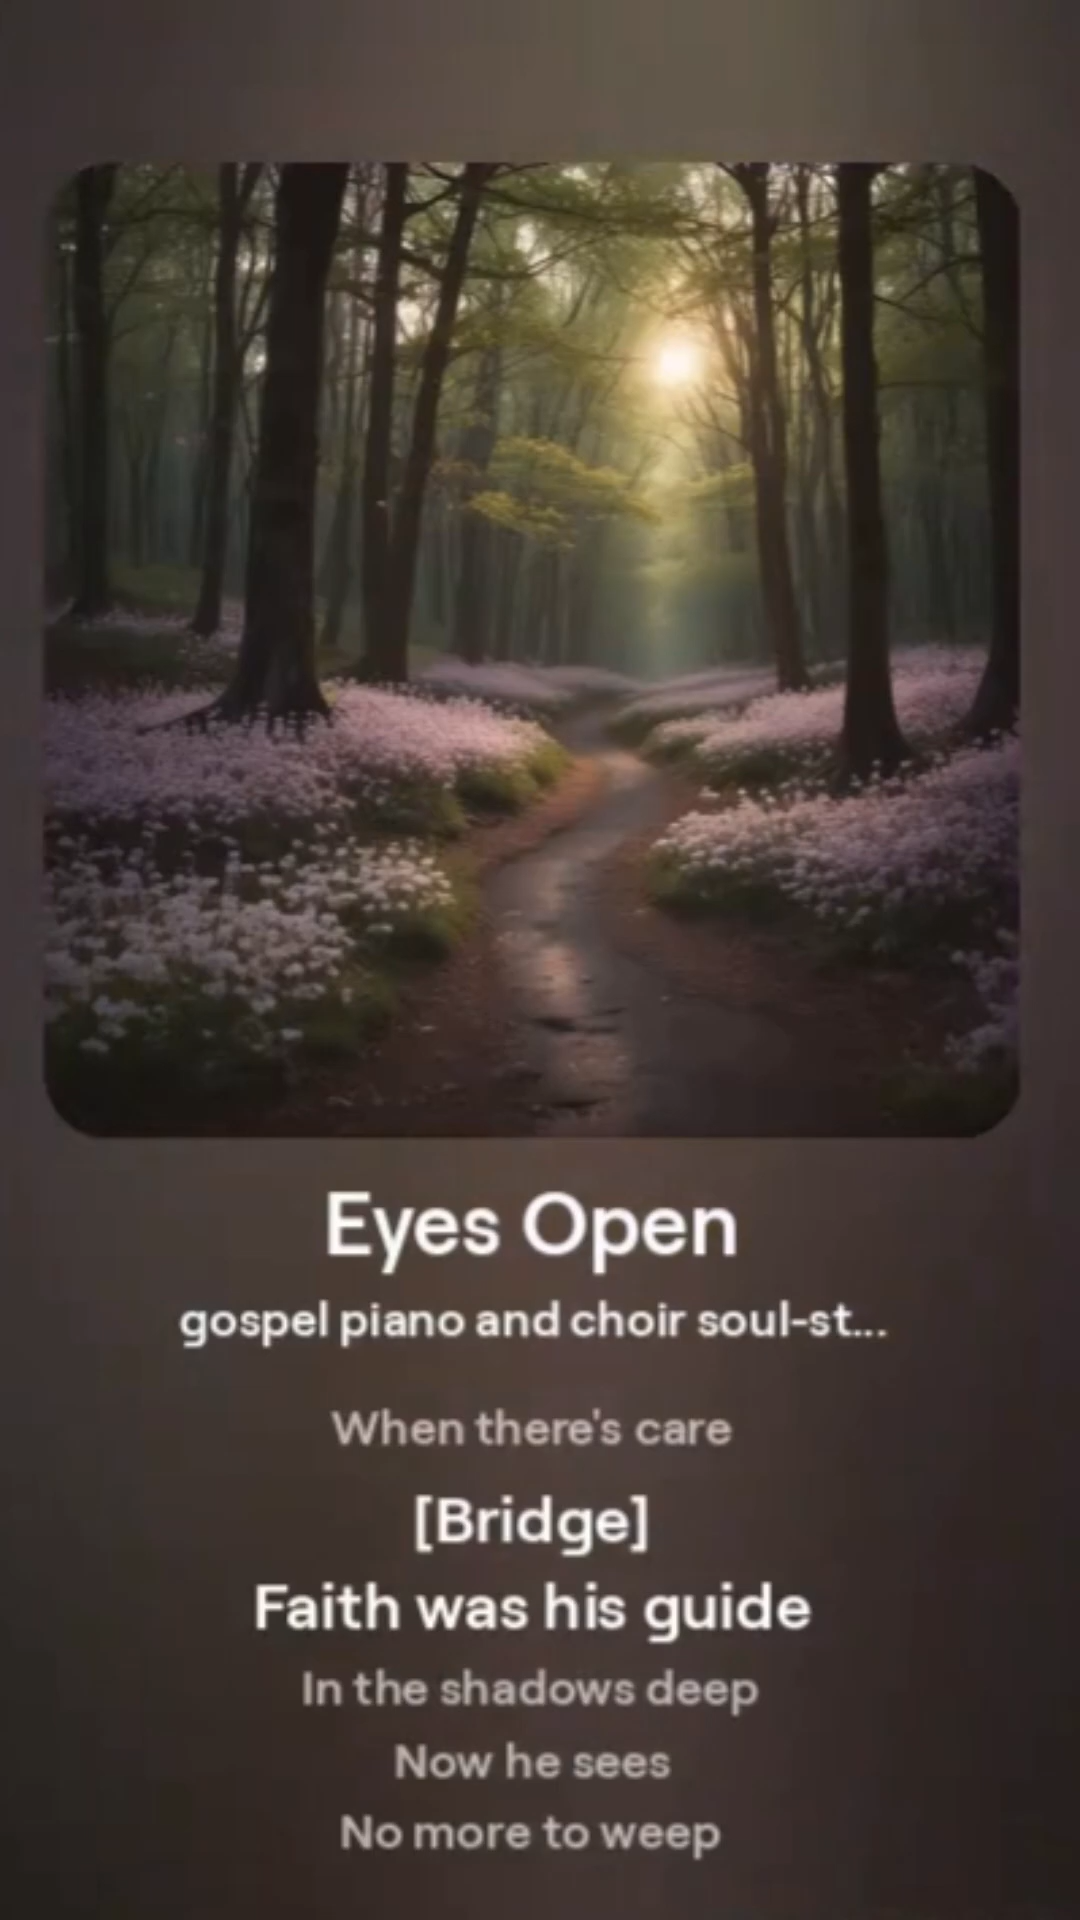 Eyes Open
gospel piano and choir soul-st...
When there's care
[Bridge]
Faith was his guide
In the shadows deep
Now he sees
No more to weep